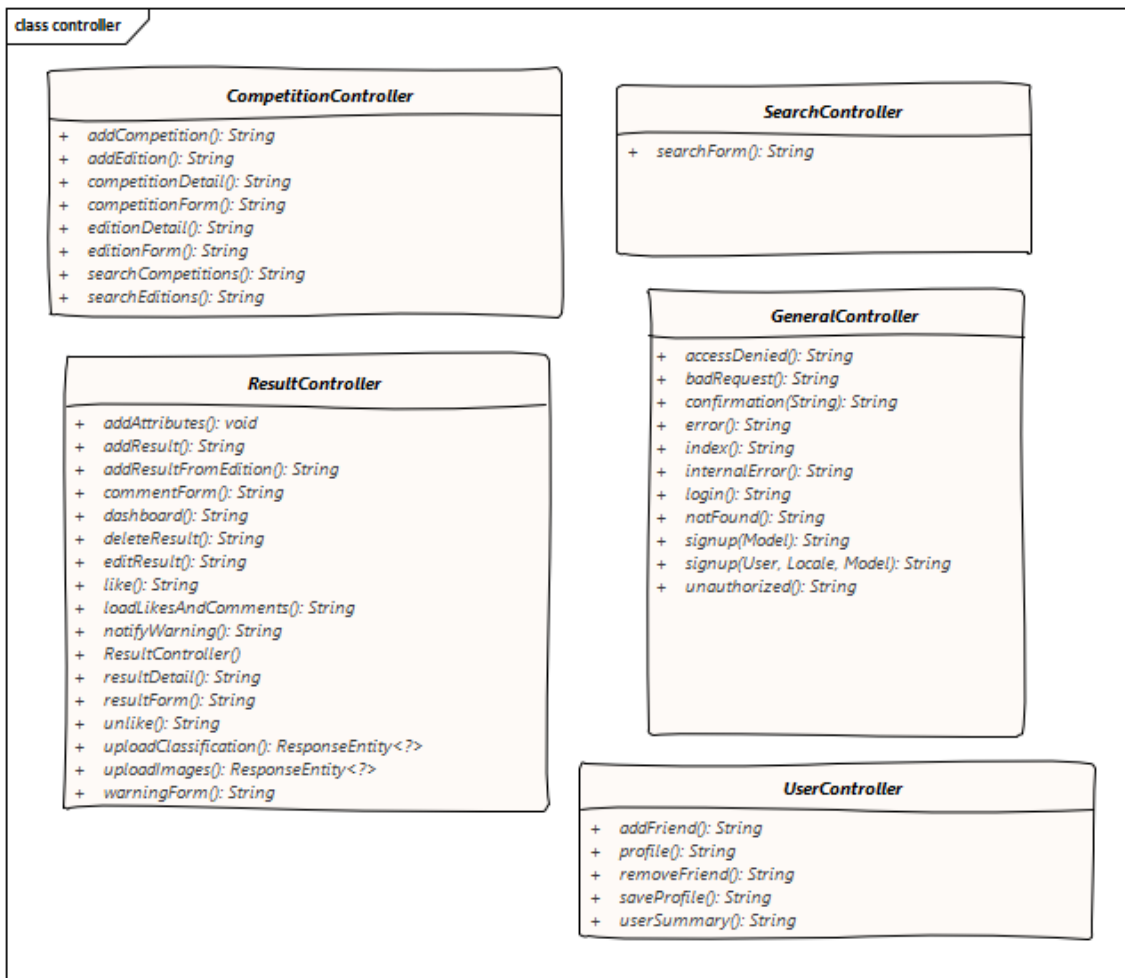 class controller
CompetitionController
+ addCompetition(): String
+ addEdition(): String
+ competitionDetail(): String
+ competitionForm(): String
+ editionDetail(): String
+ editionForm(): String
+ searchCompetitions(): String
+ searchEditions(): String
SearchController
+ searchForm(): String
ResultController
+ addAttributes(): void
+ addResult(): String
+ addResultFromEdition(): String
+ commentForm(): String
+ dashboard(): String
+ deleteResult(): String
+ editResult(): String
+ like(): String
+ loadLikesAndComments(): String
+ notifyWarning(): String
+ ResultController()
+ resultDetail(): String
+ resultForm(): String
+ unlike(): String
+ uploadClassification(): ResponseEntity<?>
+ uploadImages(): ResponseEntity<?>
+ warningForm(): String
GeneralController
+ accessDenied(): String
+ badRequest(): String
+ confirmation(String): String
+ error(): String
+ index(): String
+ internalError(): String
+ login(): String
+ notFound(): String
+ signup(Model): String
+ signup(User, Locale, Model): String
+ unauthorized(): String
UserController
+ addFriend(): String
+ profile(): String
+ removeFriend(): String
+ saveProfile(): String
+ userSummary(): String